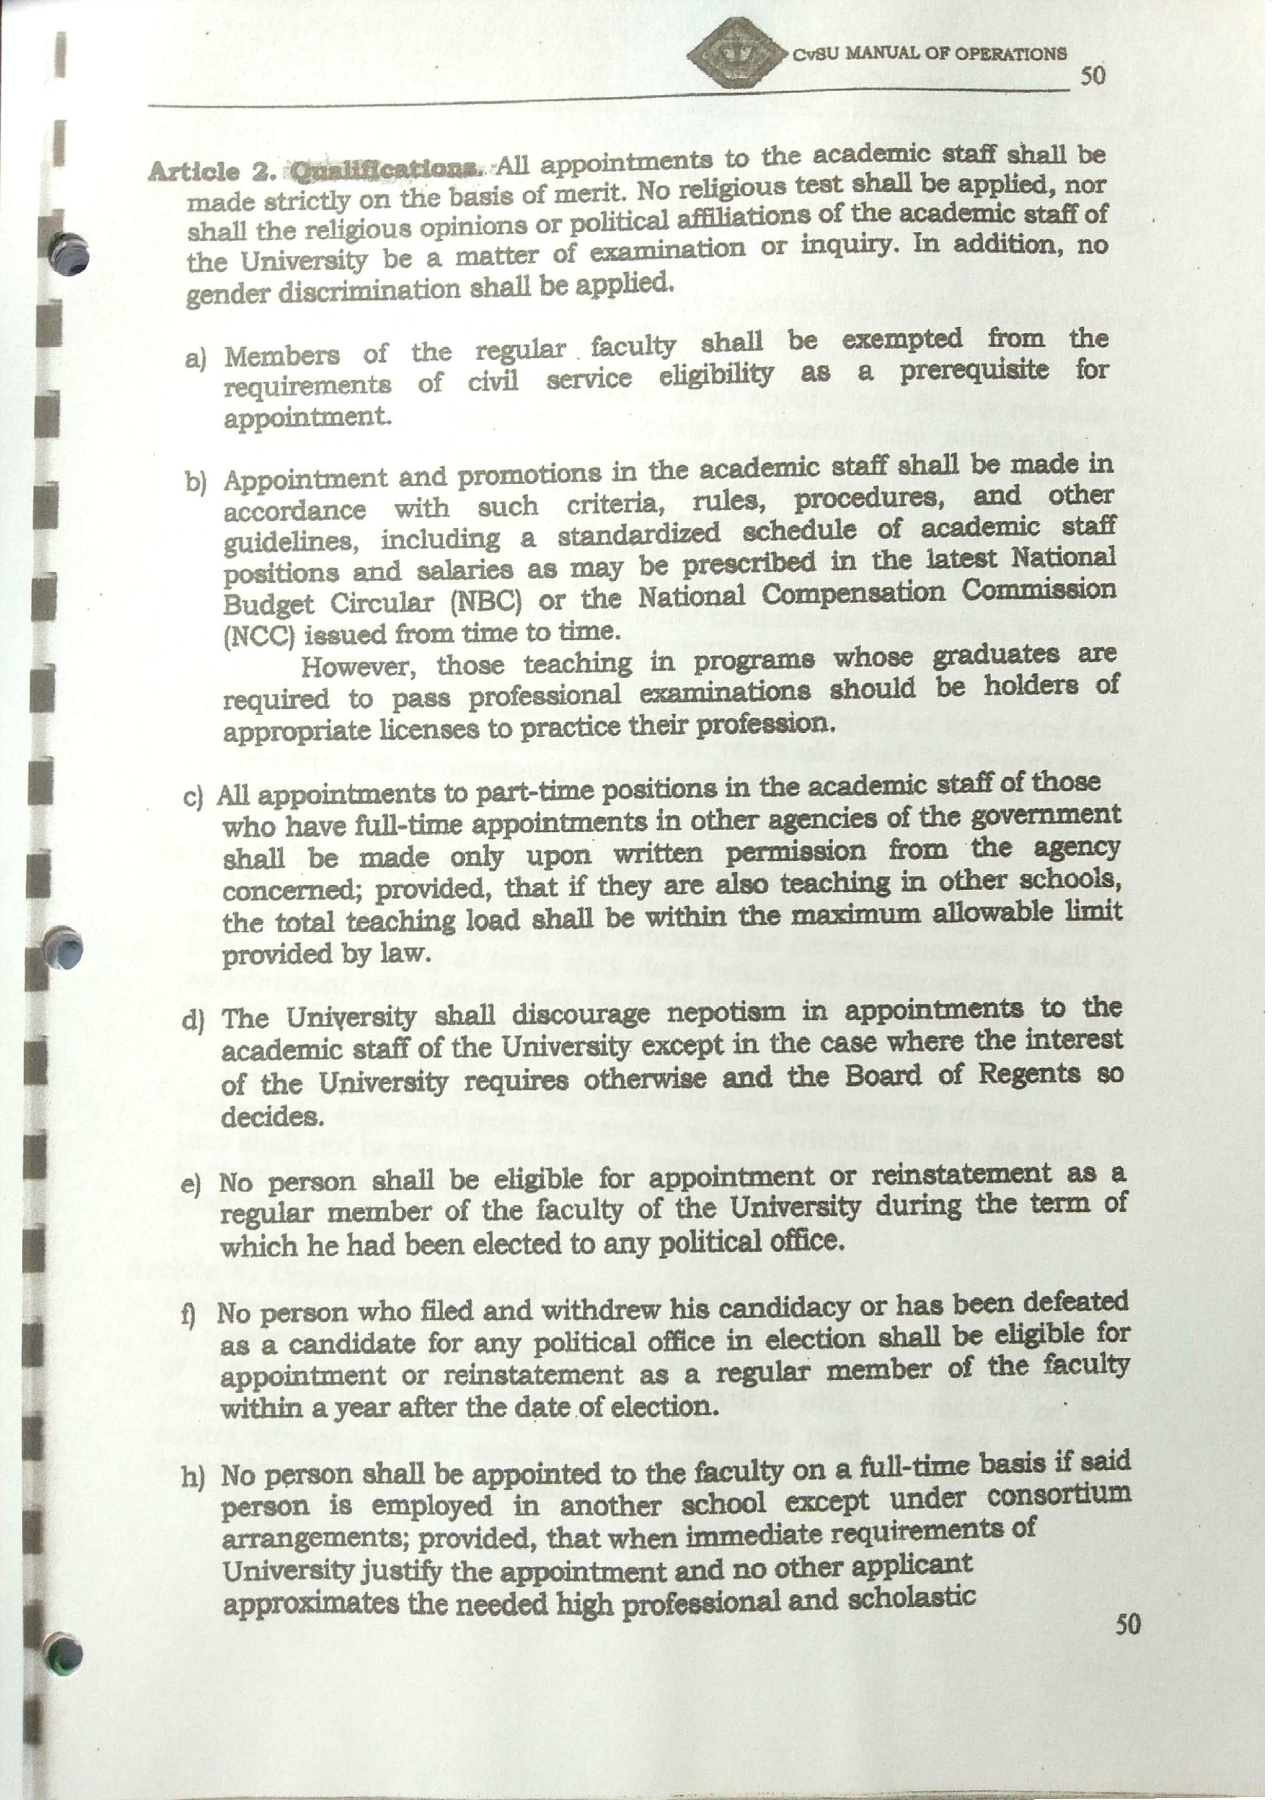 CvSU MANUAL OF OPERATIONS
50
Article 2. Qualifications. All appointments to the academic staff shall be
made strictly on the basis of merit. No religious test shall be applied, nor
shall the religious opinions or political affiliations of the academic staff of
the University be a matter of examination or inquiry. In addition, no
gender discrimination shall be applied.
a) Members of the regular faculty shall be exempted from the
requirements of civil service eligibility as a prerequisite for
appointment.
b) Appointment and promotions in the academic staff shall be made in
accordance with such criteria, rules, procedures, and other
guidelines, including a standardized schedule of academic staff
positions and salaries as may be prescribed in the latest National
Budget Circular (NBC) or the National Compensation Commission
(NCC) issued from time to time.
However, those teaching in programs whose graduates are
required to pass professional examinations should be holders of
appropriate licenses to practice their profession.
c) All appointments to part-time positions in the academic staff of those
who have full-time appointments in other agencies of the government
shall be made only upon written permission from the agency
concerned; provided, that if they are also teaching in other schools,
the total teaching load shall be within the maximum allowable limit
provided by law.
d) The University shall discourage nepotism in appointments to the
academic staff of the University except in the case where the interest
of the University requires otherwise and the Board of Regents so
decides.
e) No person shall be eligible for appointment or reinstatement as a
regular member of the faculty of the University during the term of
which he had been elected to any political office.
f) No person who filed and withdrew his candidacy or has been defeated
as a candidate for any political office in election shall be eligible for
appointment or reinstatement as a regular member of the faculty
within a year after the date of election.
h) No person shall be appointed to the faculty on a full-time basis if said
person is employed in another school except under consortium
arrangements; provided, that when immediate requirements of
University justify the appointment and no other applicant
approximates the needed high professional and scholastic
50